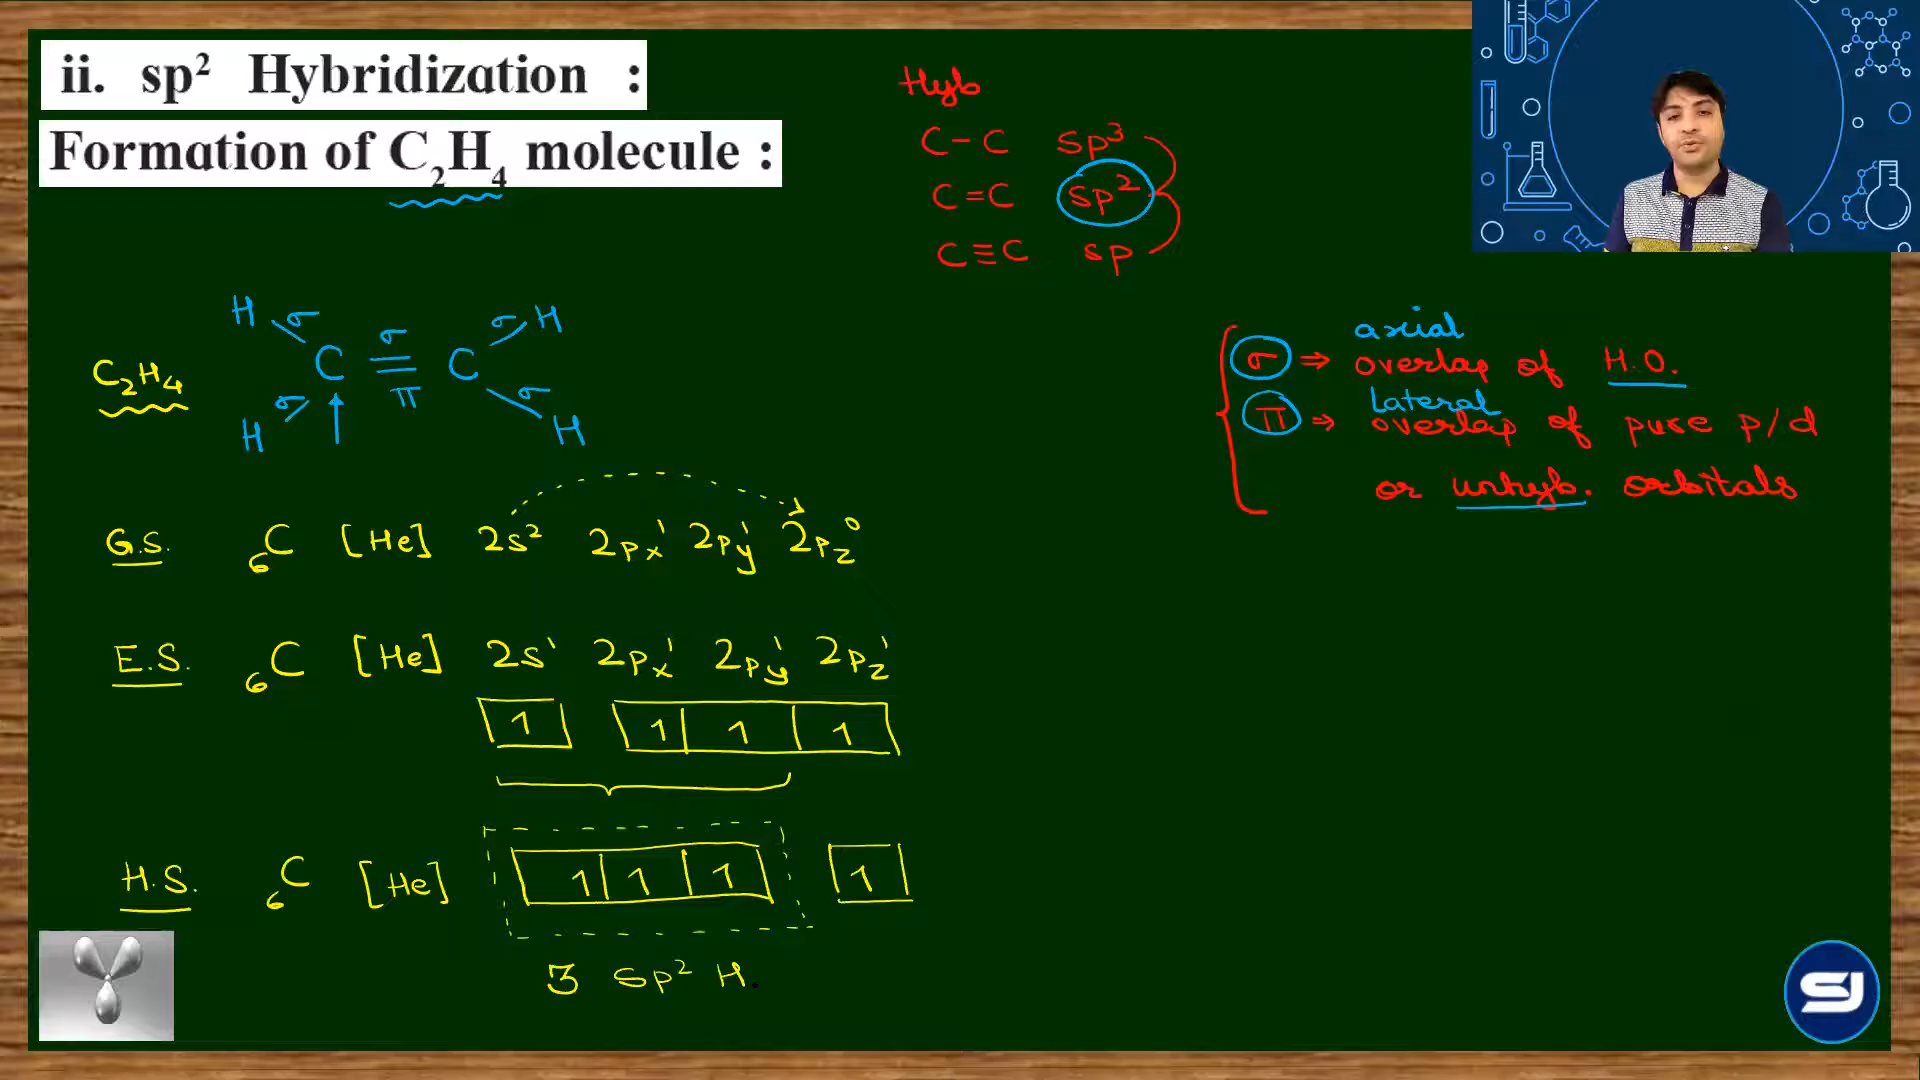 ii. sp² Hybridization :
Formation of C₂H₄ molecule :
Hyb
C-C sp³
C=C sp²
C≡C sp
H σ σ σ H
C₂H₄ C = C
H σ π σ H
axial
σ ⇒ overlap of H.O.
Lateral
π ⇒ overlap of pure p/d
or unhyb. orbitals
G.S. ₆C [He] 2s² 2px¹ 2py¹ 2pz⁰
E.S. ₆C [He] 2s¹ 2px¹ 2py¹ 2pz¹
1 1 1 1
H.S. ₆C [He] 1 1 1 1
3 sp² H.
SJ